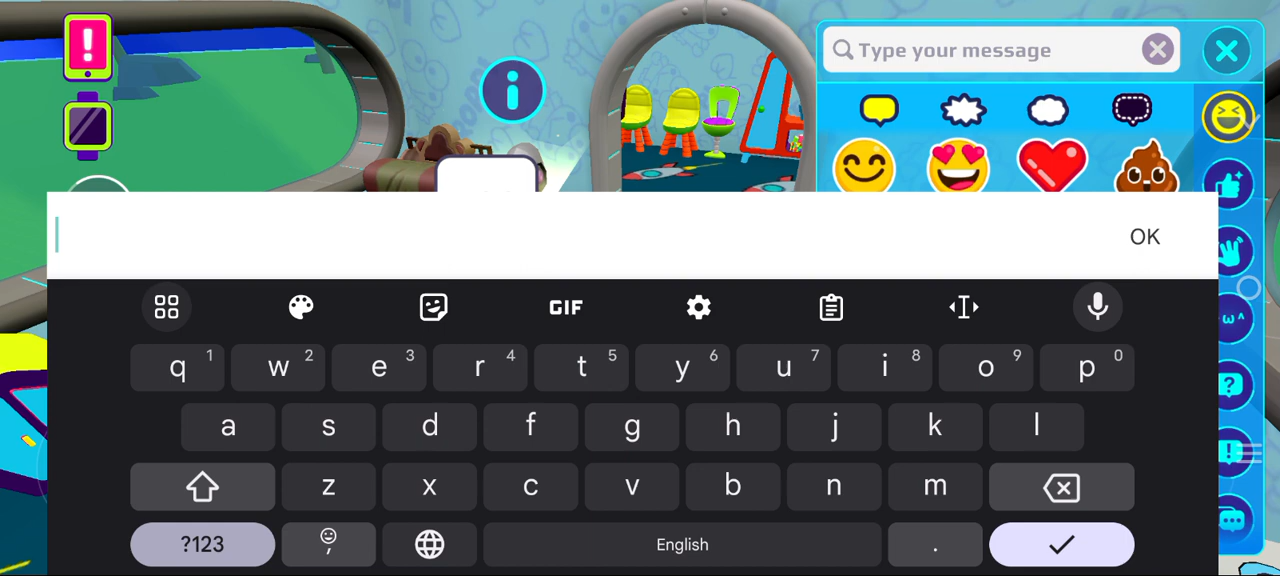 Type your message
OK
GIF
q 1 w 2 e 3 r 4 t 5 y 6 u 7 i 8 o 9 p 0
a s d f g h j k l
z x c v b n m
?123 , English .